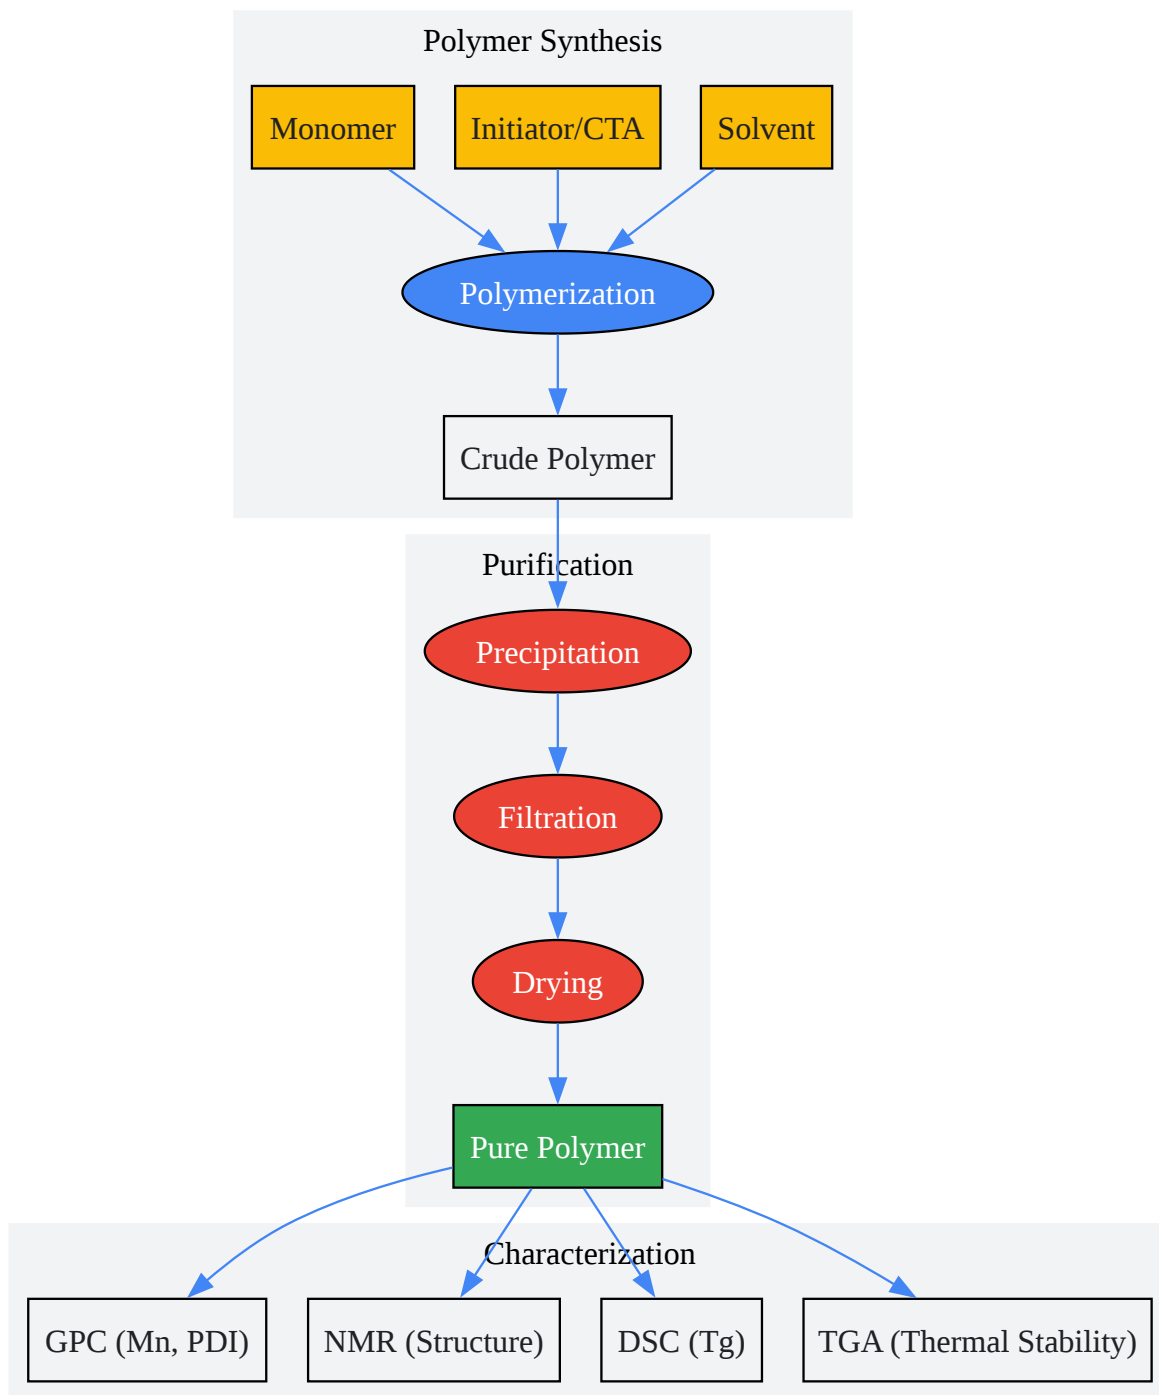 Polymer Synthesis
Monomer
Initiator/CTA
Solvent
Polymerization
Crude Polymer
Purification
Precipitation
Filtration
Drying
Pure Polymer
Characterization
GPC (Mn, PDI)
NMR (Structure)
DSC (Tg)
TGA (Thermal Stability)